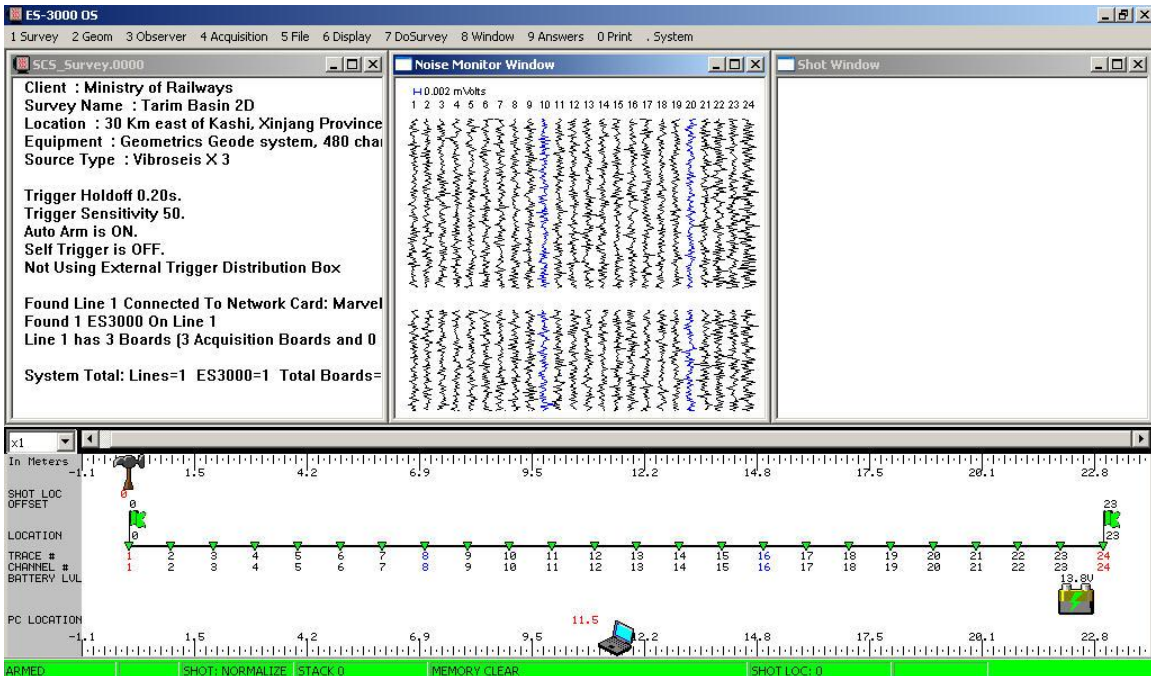 ES-3000 OS
1 Survey 2 Geom 3 Observer 4 Acquisition 5 File 6 Display 7 DoSurvey 8 Window 9 Answers 0 Print . System
SCS_Survey.0000
Client : Ministry of Railways
Survey Name : Tarim Basin 2D
Location : 30 Km east of Kashi, Xinjang Province
Equipment : Geometrics Geode system, 480 cha
Source Type : Vibroseis X 3
Trigger Holdoff 0.20s.
Trigger Sensitivity 50.
Auto Arm is ON.
Self Trigger is OFF.
Not Using External Trigger Distribution Box
Found Line 1 Connected To Network Card: Marvel
Found 1 ES3000 On Line 1
Line 1 has 3 Boards (3 Acquisition Boards and 0
System Total: Lines=1 ES3000=1 Total Boards=
Noise Monitor Window
0.002 mVolts
1 2 3 4 5 6 7 8 9 10 11 12 13 14 15 16 17 18 19 20 21 22 23 24
Shot Window
x1
In Meters
-1.1 1.5 4.2 6.9 9.5 12.2 14.8 17.5 20.1 22.8
SHOT LOC 0
OFFSET 0 23
LOCATION 0 23
TRACE # 1 2 3 4 5 6 7 8 9 10 11 12 13 14 15 16 17 18 19 20 21 22 23 24
CHANNEL # 1 2 3 4 5 6 7 8 9 10 11 12 13 14 15 16 17 18 19 20 21 22 23 24
BATTERY LVL 13.8V
PC LOCATION 11.5
-1.1 1.5 4.2 6.9 9.5 12.2 14.8 17.5 20.1 22.8
ARMED SHOT: NORMALIZE STACK 0 MEMORY CLEAR SHOT LOC: 0